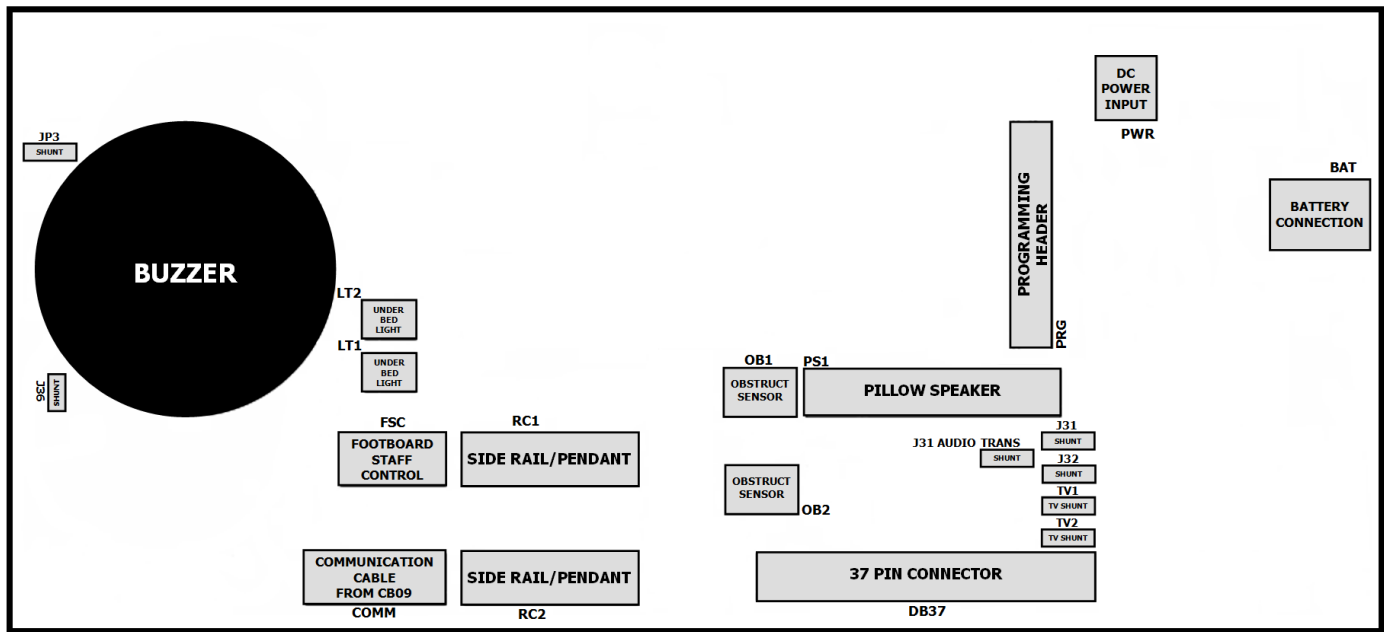 DC
POWER
INPUT
PWR
JP3
SHUNT
BUZZER
PROGRAMMING
HEADER
PRG
BAT
BATTERY
CONNECTION
LT2
UNDER
BED
LIGHT
LT1
UNDER
BED
LIGHT
J36
SHUNT
OB1
OBSTRUCT
SENSOR
PS1
PILLOW SPEAKER
FSC
FOOTBOARD
STAFF
CONTROL
RC1
SIDE RAIL/PENDANT
J31
SHUNT
J31 AUDIO TRANS
SHUNT
J32
SHUNT
OBSTRUCT
SENSOR
OB2
TV1
TV SHUNT
TV2
TV SHUNT
COMMUNICATION
CABLE
FROM CB09
COMM
SIDE RAIL/PENDANT
RC2
37 PIN CONNECTOR
DB37